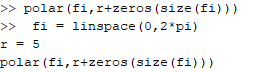 >> polar(fi,r+zeros(size(fi)))
>>  fi = linspace(0,2*pi)
r = 5
polar(fi,r+zeros(size(fi)))